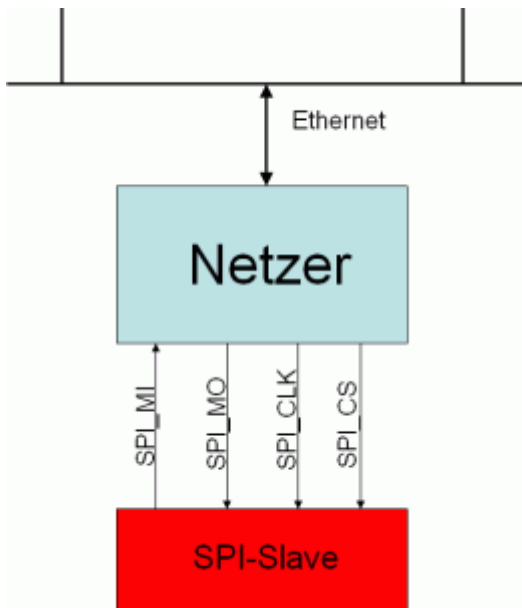 Ethernet
Netzer
SPI_MI
SPI_MO
SPI_CLK
SPI_CS
SPI-Slave